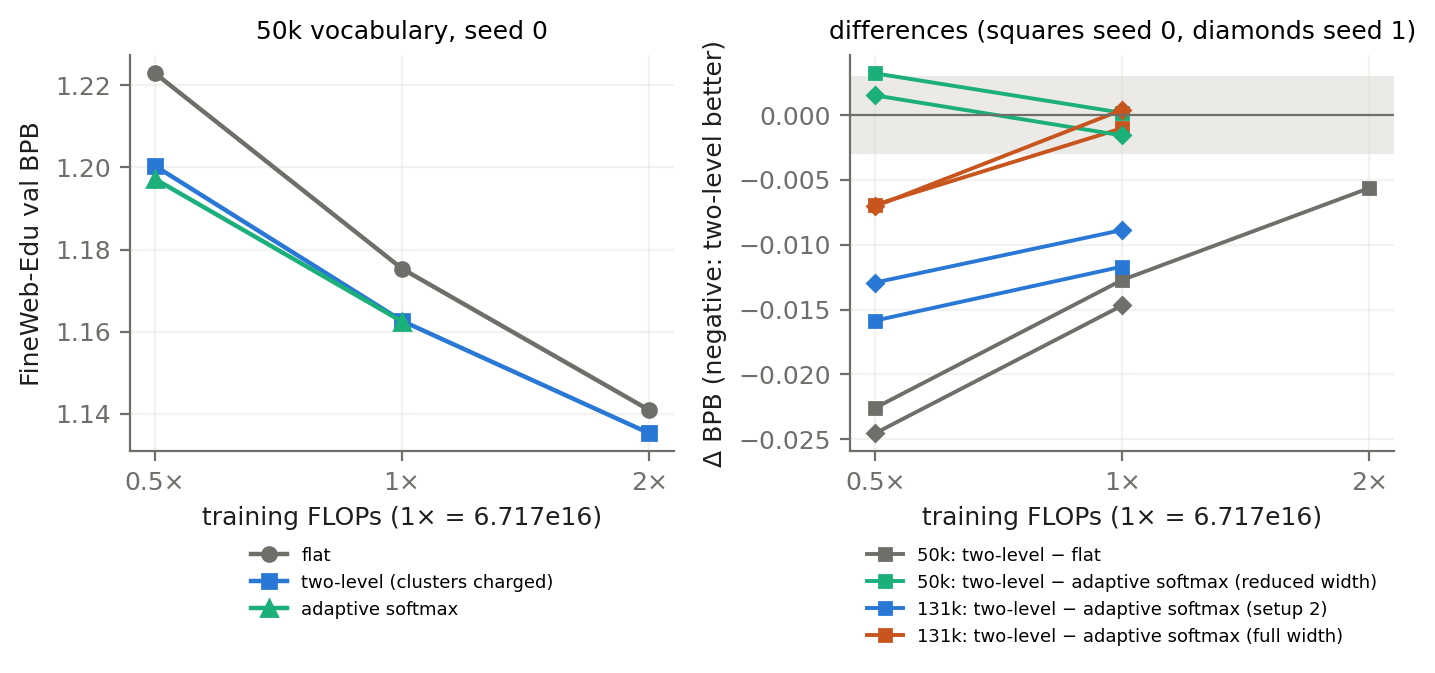 50k vocabulary, seed 0
FineWeb-Edu val BPB
1.22
1.20
1.18
1.16
1.14
0.5× 1× 2×
training FLOPs (1× = 6.717e16)
flat
two-level (clusters charged)
adaptive softmax
differences (squares seed 0, diamonds seed 1)
Δ BPB (negative: two-level better)
0.000
−0.005
−0.010
−0.015
−0.020
−0.025
0.5× 1× 2×
training FLOPs (1× = 6.717e16)
50k: two-level − flat
50k: two-level − adaptive softmax (reduced width)
131k: two-level − adaptive softmax (setup 2)
131k: two-level − adaptive softmax (full width)